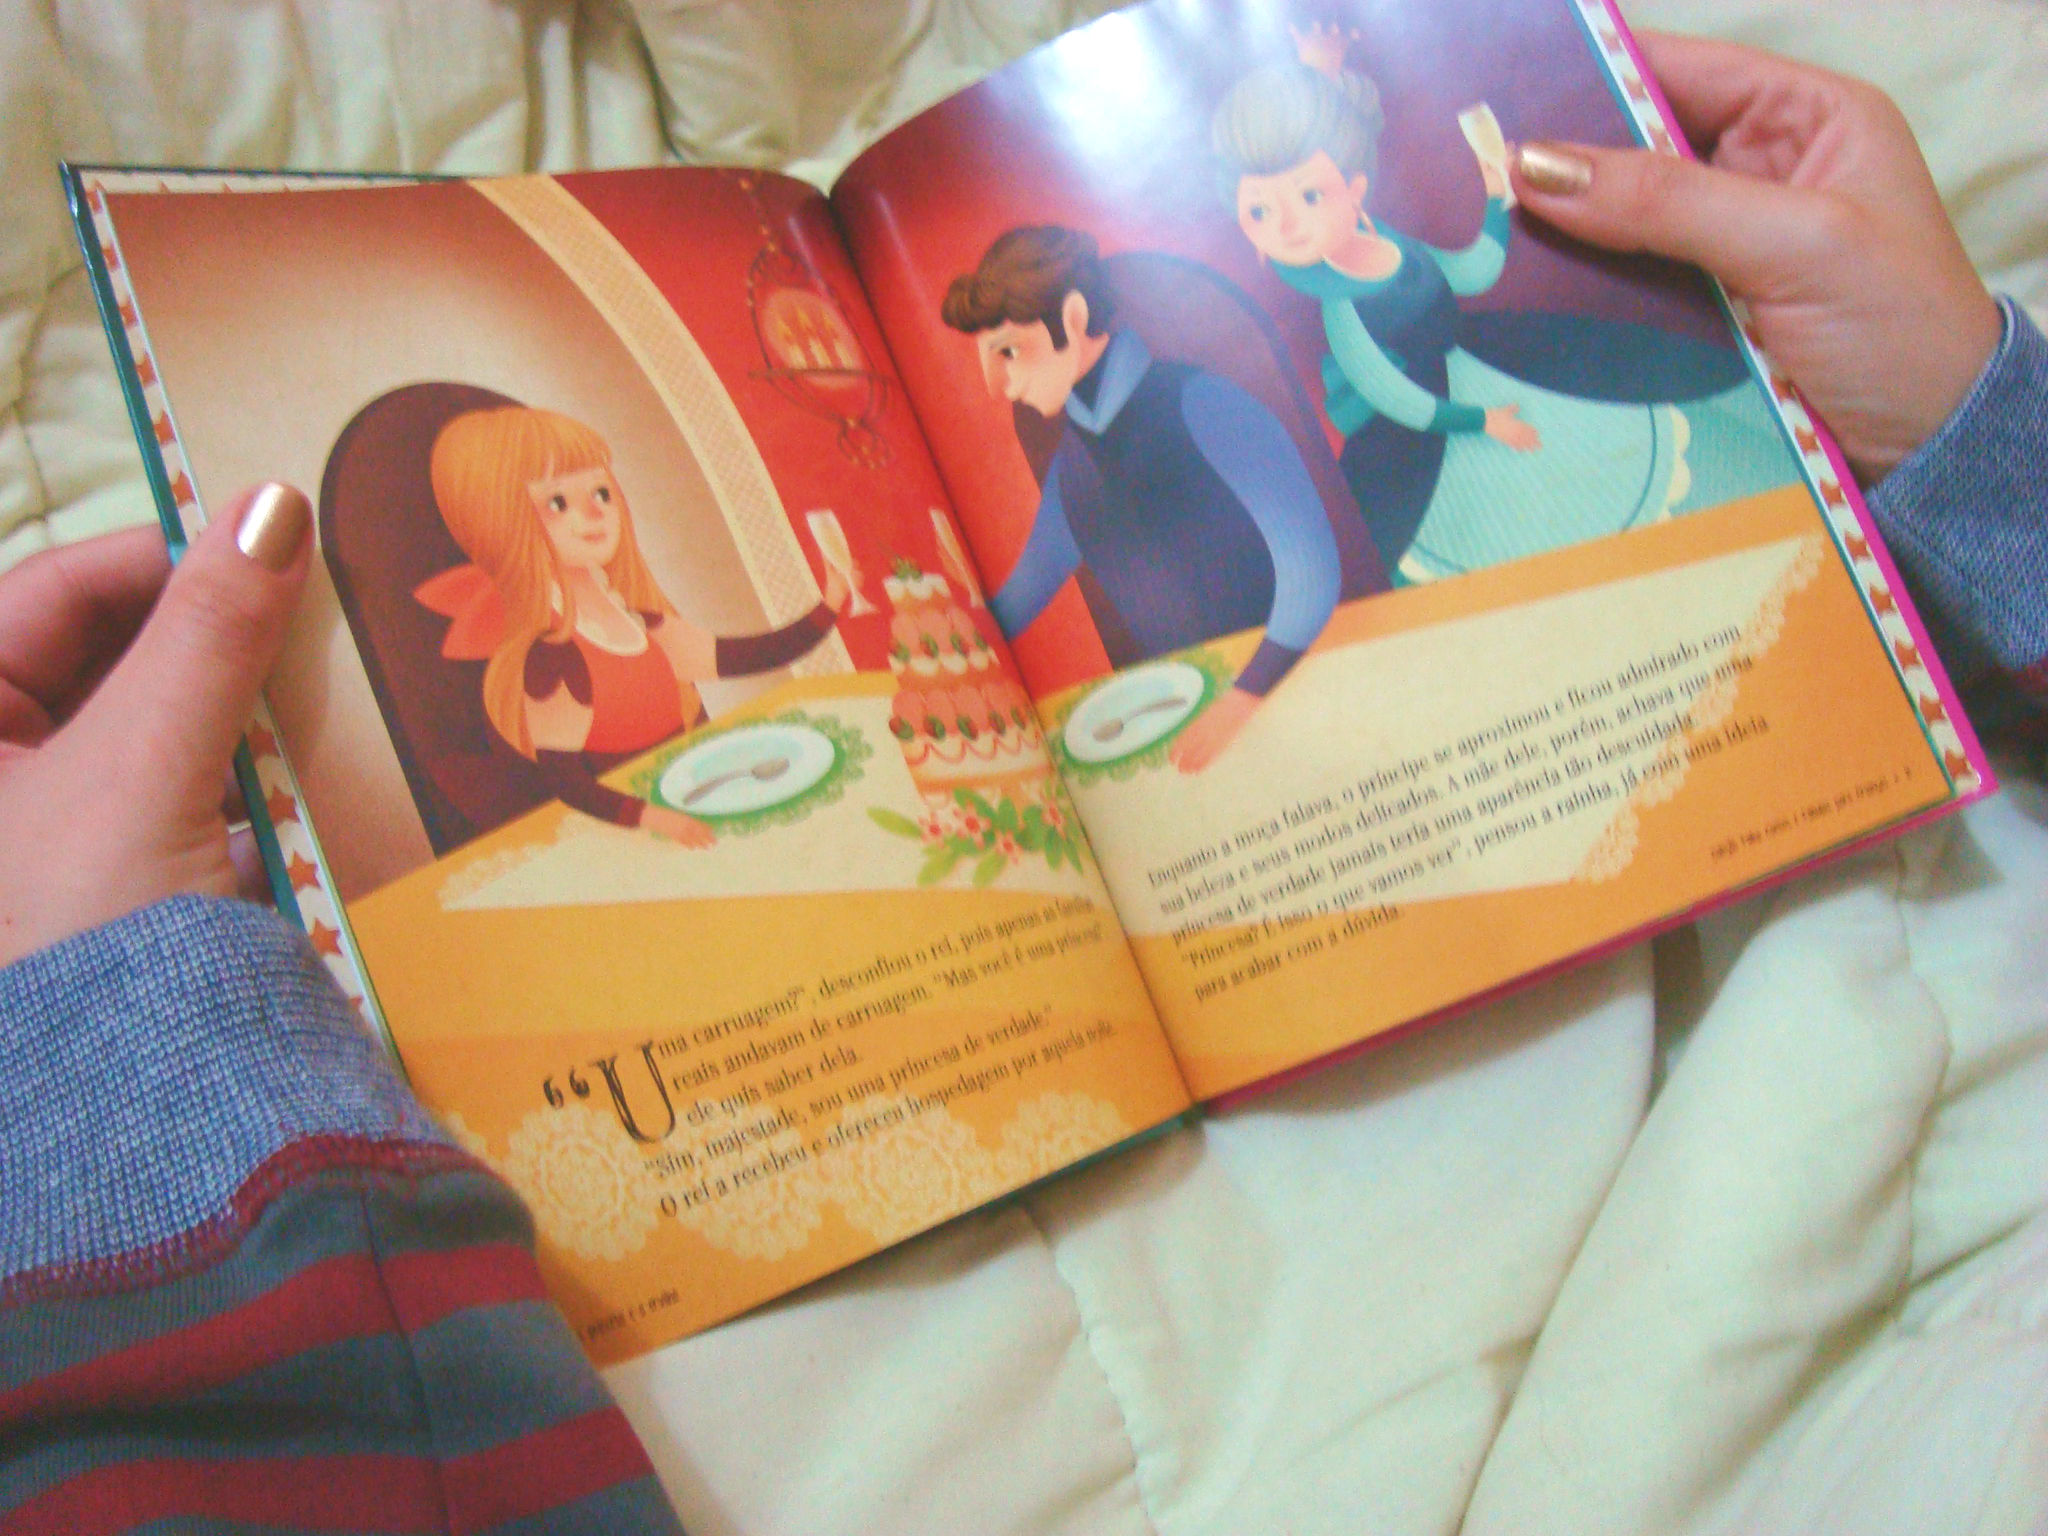 “Uma carruagem?”, desconfiou o rei, pois apenas as famílias
reais andavam de carruagem. “Mas você é uma princesa?”
ele quis saber dela.
“Sim, majestade, sou uma princesa de verdade.”
O rei a recebeu e ofereceu hospedagem por aquela noite.
A princesa e a ervilha
Enquanto a moça falava, o príncipe se aproximou e ficou admirado com
sua beleza e seus modos delicados. A mãe dele, porém, achava que uma
princesa de verdade jamais teria uma aparência tão descuidada.
“Princesa? É isso o que vamos ver”, pensou a rainha, já com uma ideia
para acabar com a dúvida.